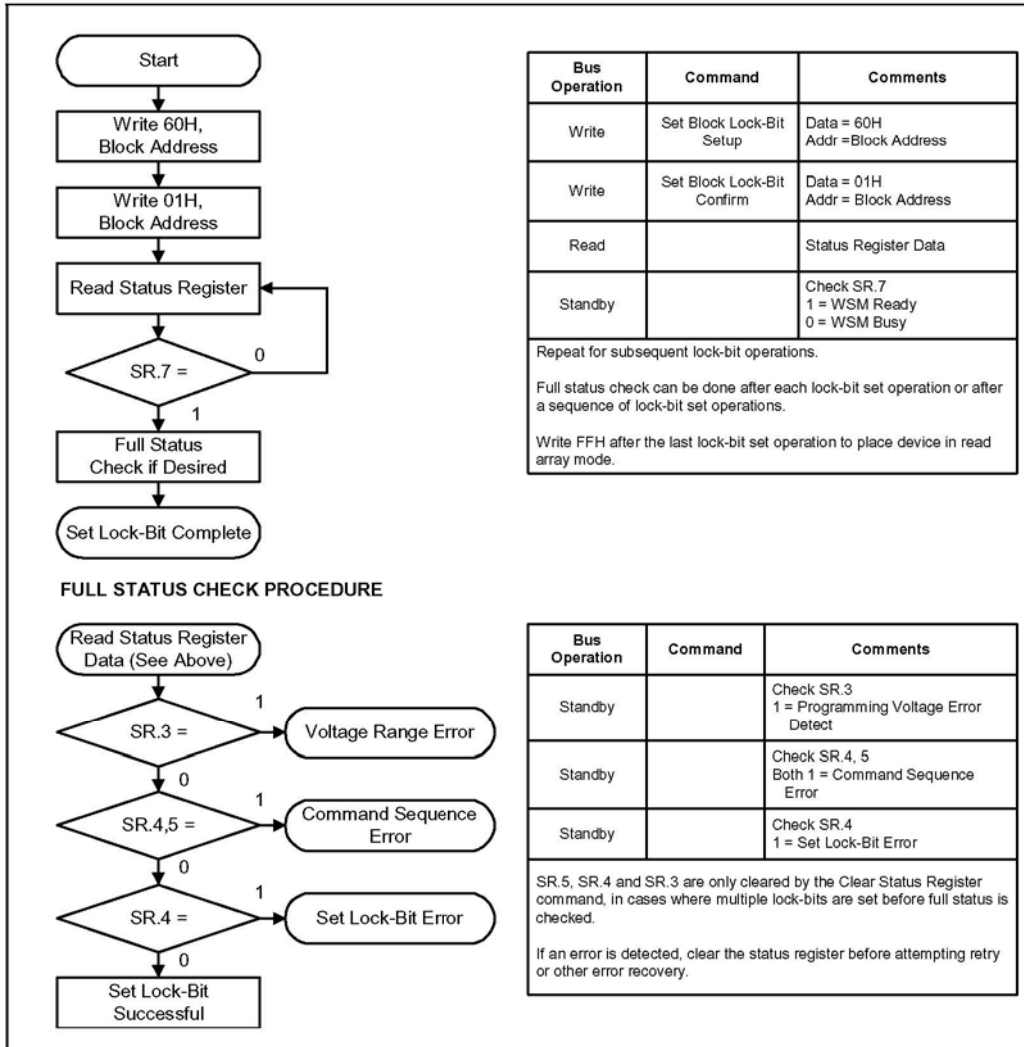 Start
Write 60H,
Block Address
Write 01H,
Block Address
Read Status Register
SR.7 =
0
1
Full Status
Check if Desired
Set Lock-Bit Complete
Bus
Operation
Command
Comments
Write
Set Block Lock-Bit
Setup
Data = 60H
Addr =Block Address
Write
Set Block Lock-Bit
Confirm
Data = 01H
Addr = Block Address
Read
Status Register Data
Standby
Check SR.7
1 = WSM Ready
0 = WSM Busy
Repeat for subsequent lock-bit operations.
Full status check can be done after each lock-bit set operation or after
a sequence of lock-bit set operations.
Write FFH after the last lock-bit set operation to place device in read
array mode.
FULL STATUS CHECK PROCEDURE
Read Status Register
Data (See Above)
SR.3 =
1
Voltage Range Error
0
SR.4,5 =
1
Command Sequence
Error
0
SR.4 =
1
Set Lock-Bit Error
0
Set Lock-Bit
Successful
Bus
Operation
Command
Comments
Standby
Check SR.3
1 = Programming Voltage Error
Detect
Standby
Check SR.4, 5
Both 1 = Command Sequence
Error
Standby
Check SR.4
1 = Set Lock-Bit Error
SR.5, SR.4 and SR.3 are only cleared by the Clear Status Register
command, in cases where multiple lock-bits are set before full status is
checked.
If an error is detected, clear the status register before attempting retry
or other error recovery.